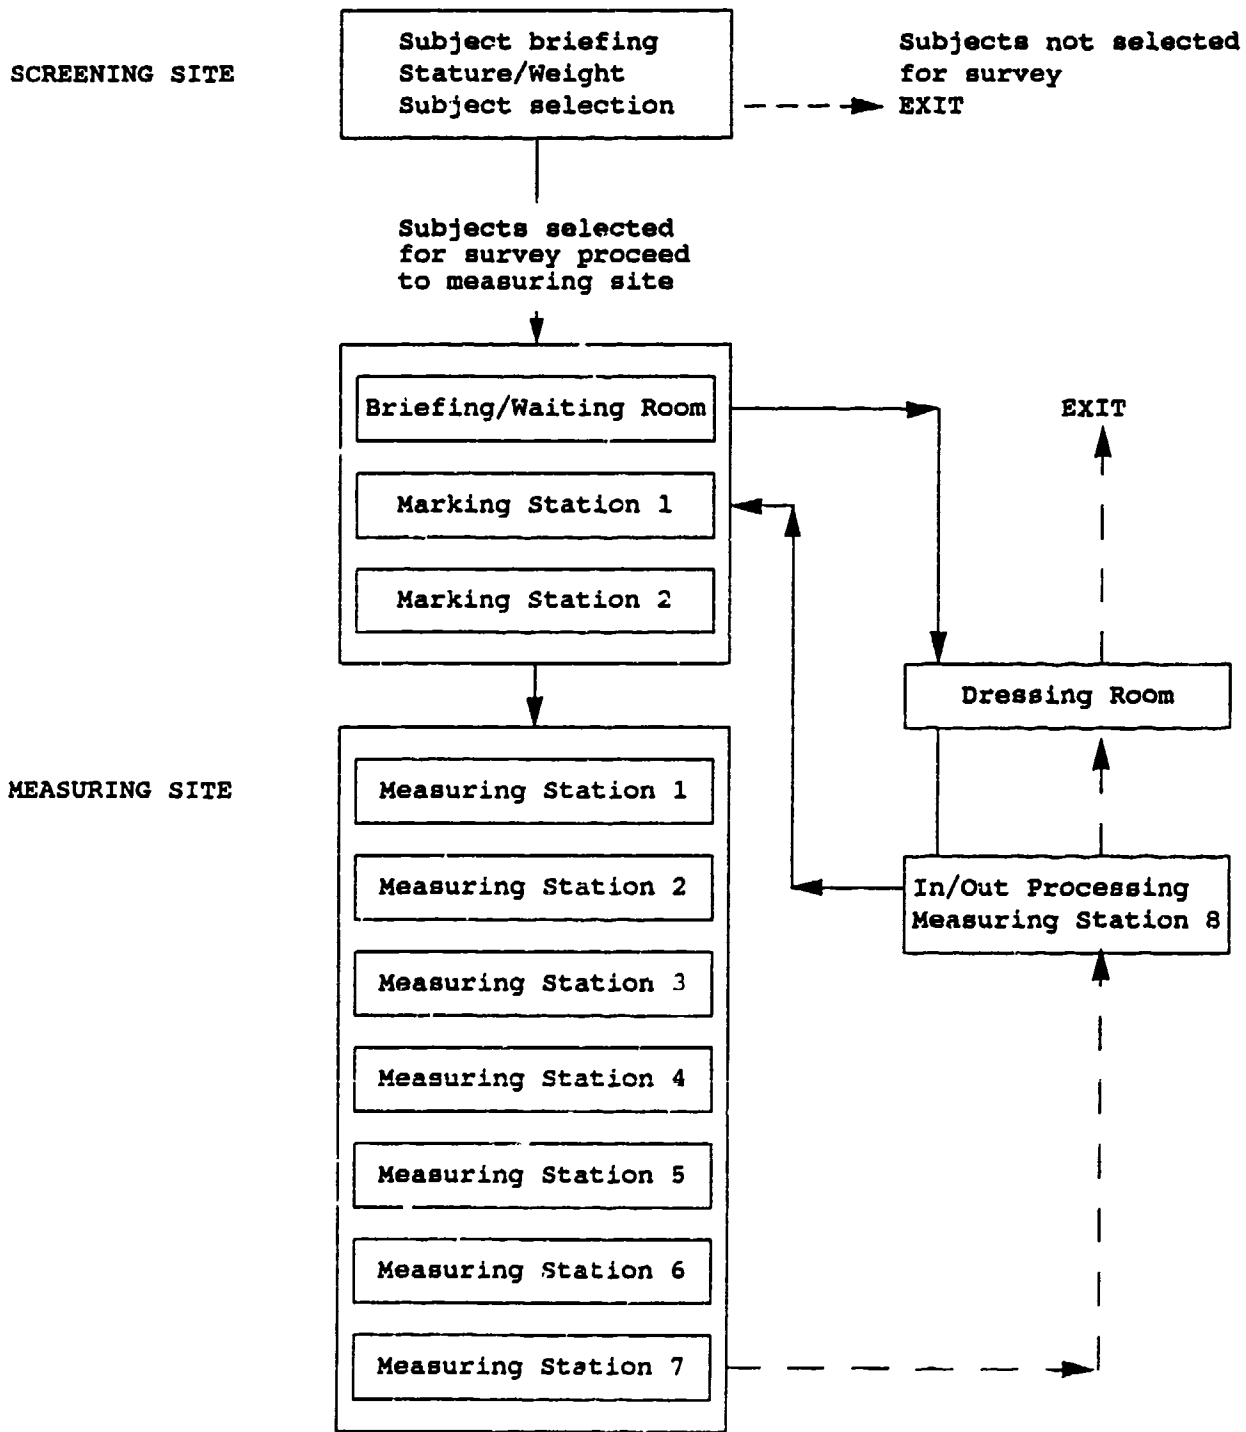 SCREENING SITE
Subject briefing
Stature/Weight
Subject selection
Subjects not selected
for survey
EXIT
Subjects selected
for survey proceed
to measuring site
Briefing/Waiting Room
Marking Station 1
Marking Station 2
EXIT
Dressing Room
MEASURING SITE
Measuring Station 1
Measuring Station 2
Measuring Station 3
Measuring Station 4
Measuring Station 5
Measuring Station 6
Measuring Station 7
In/Out Processing
Measuring Station 8